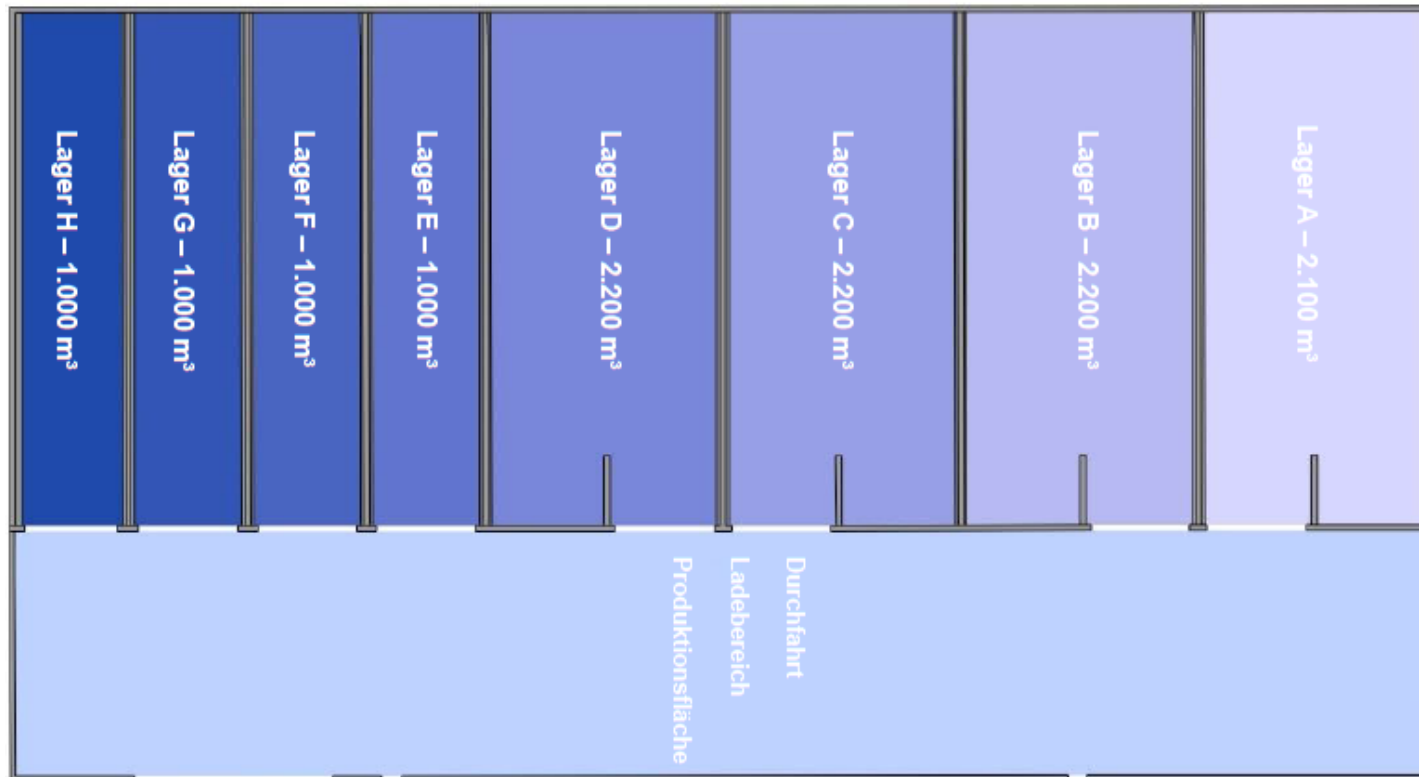 Lager H – 1.000 m³
Lager G – 1.000 m³
Lager F – 1.000 m³
Lager E – 1.000 m³
Lager D – 2.200 m³
Lager C – 2.200 m³
Lager B – 2.200 m³
Lager A – 2.100 m³
Durchfahrt
Ladebereich
Produktionsfläche